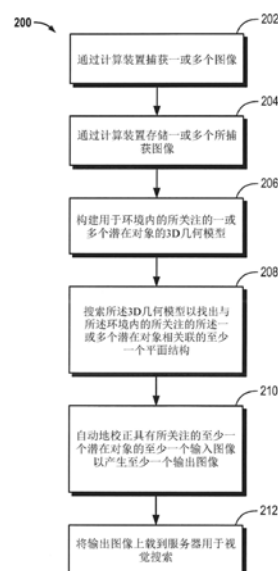 200
202
通过计算装置捕获一或多个图像
204
通过计算装置存储一或多个所捕
获图像
206
构建用于环境内的所关注的一或
多个潜在对象的3D几何模型
208
搜索所述3D几何模型以找出与
所述环境内的所关注的所述一
或多个潜在对象相关联的至少
一个平面结构
210
自动地校正具有所关注的至少一
个潜在对象的至少一个输入图像
以产生至少一个输出图像
212
将输出图像上载到服务器用于视
觉搜索